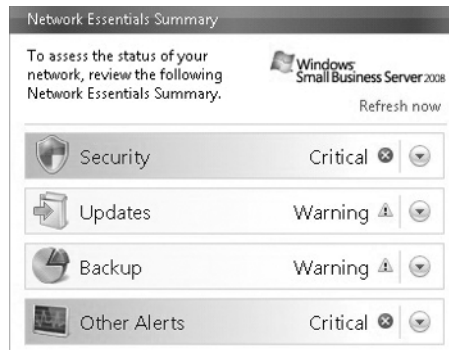 Network Essentials Summary
To assess the status of your
network, review the following
Network Essentials Summary.
Windows
Small Business Server 2008
Refresh now
Security Critical
Updates Warning
Backup Warning
Other Alerts Critical